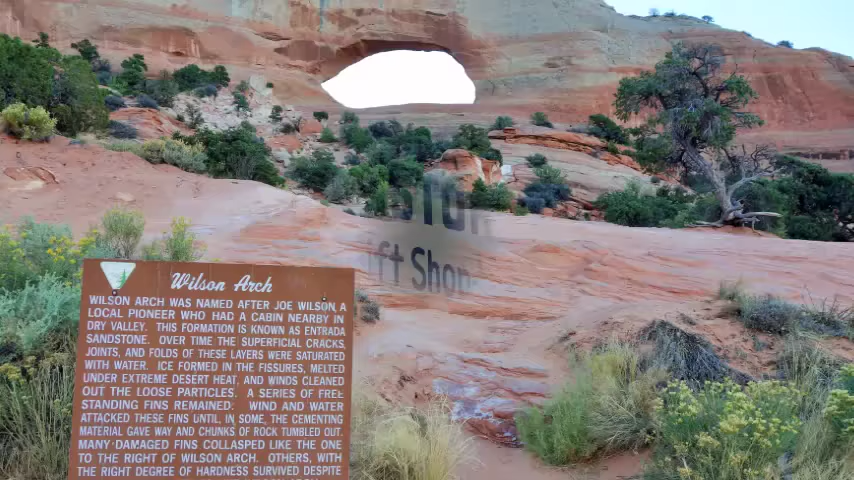 Wilson Arch
WILSON ARCH WAS NAMED AFTER JOE WILSON, A
LOCAL PIONEER WHO HAD A CABIN NEARBY IN
DRY VALLEY. THIS FORMATION IS KNOWN AS ENTRADA
SANDSTONE. OVER TIME THE SUPERFICIAL CRACKS,
JOINTS, AND FOLDS OF THESE LAYERS WERE SATURATED
WITH WATER. ICE FORMED IN THE FISSURES, MELTED
UNDER EXTREME DESERT HEAT, AND WINDS CLEANED
OUT THE LOOSE PARTICLES. A SERIES OF FREE
STANDING FINS REMAINED. WIND AND WATER
ATTACKED THESE FINS UNTIL, IN SOME, THE CEMENTING
MATERIAL GAVE WAY AND CHUNKS OF ROCK TUMBLED OUT.
MANY DAMAGED FINS COLLASPED LIKE THE ONE
TO THE RIGHT OF WILSON ARCH. OTHERS, WITH
THE RIGHT DEGREE OF HARDNESS SURVIVED DESPITE